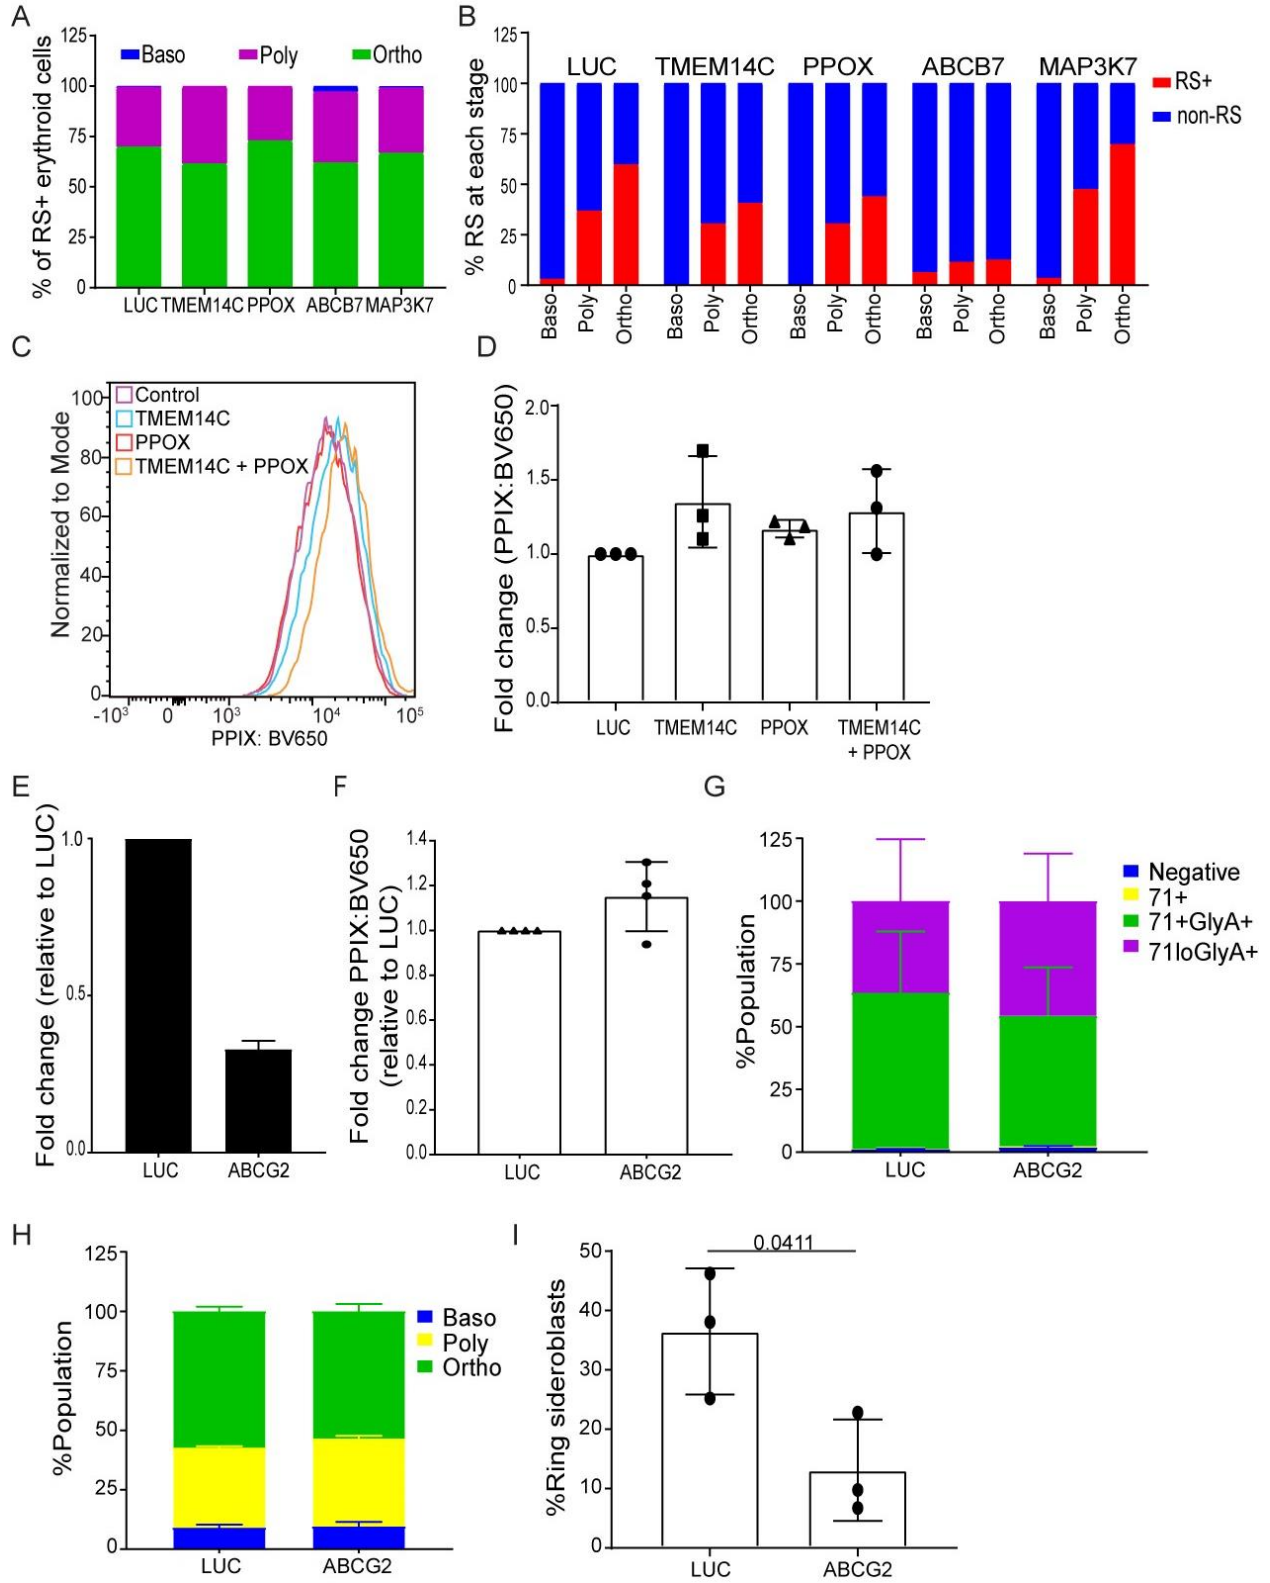 A
% of RS+ erythroid cells
125
100
75
50
25
0
Baso Poly Ortho
LUC TMEM14C PPOX ABCB7 MAP3K7
B
% RS at each stage
125
100
75
50
25
0
LUC TMEM14C PPOX ABCB7 MAP3K7
RS+
non-RS
Baso Poly Ortho Baso Poly Ortho Baso Poly Ortho Baso Poly Ortho Baso Poly Ortho
C
Normalized to Mode
100
80
60
40
20
0
Control
TMEM14C
PPOX
TMEM14C + PPOX
-10³ 0 10³ 10⁴ 10⁵
PPIX: BV650
D
Fold change (PPIX:BV650)
2.0
1.5
1.0
0.5
0.0
LUC TMEM14C PPOX TMEM14C
+ PPOX
E
Fold change (relative to LUC)
1.0
0.5
0.0
LUC ABCG2
F
Fold change PPIX:BV650
(relative to LUC)
1.4
1.2
1.0
0.8
0.6
0.4
0.2
0.0
LUC ABCG2
G
%Population
125
100
75
50
25
0
Negative
71+
71+GlyA+
71loGlyA+
LUC ABCG2
H
%Population
125
100
75
50
25
0
Baso
Poly
Ortho
LUC ABCG2
I
%Ring sideroblasts
50
40
30
20
10
0
0.0411
LUC ABCG2